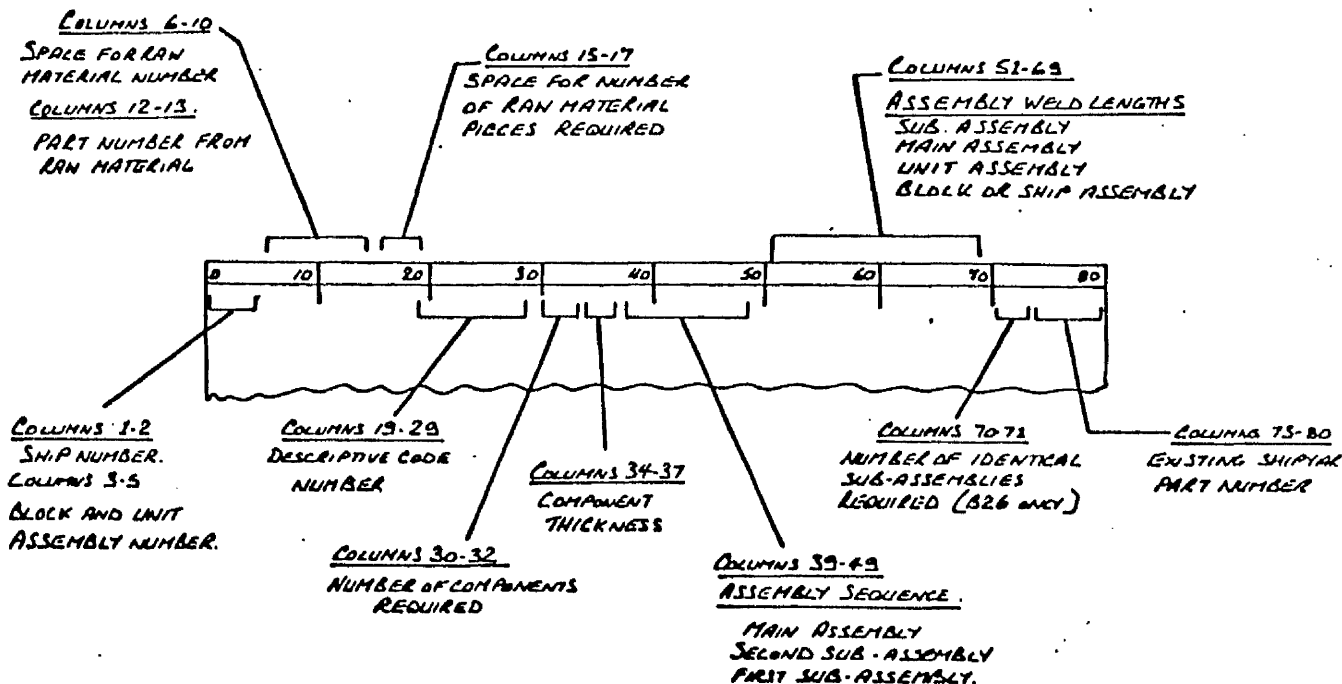 COLUMNS 6-10
SPACE FOR RAW
MATERIAL NUMBER
COLUMNS 12-13.
PART NUMBER FROM
RAW MATERIAL
COLUMNS 15-17
SPACE FOR NUMBER
OF RAW MATERIAL
PIECES REQUIRED
COLUMNS 51-69
ASSEMBLY WELD LENGTHS
SUB. ASSEMBLY
MAIN ASSEMBLY
UNIT ASSEMBLY
BLOCK OR SHIP ASSEMBLY
0 10 20 30 40 50 60 70 80
COLUMNS 1-2
SHIP NUMBER.
COLUMNS 3-5
BLOCK AND UNIT
ASSEMBLY NUMBER.
COLUMNS 19-29
DESCRIPTIVE CODE
NUMBER
COLUMNS 30-32
NUMBER OF COMPONENTS
REQUIRED
COLUMNS 34-37
COMPONENT
THICKNESS
COLUMNS 39-49
ASSEMBLY SEQUENCE.
MAIN ASSEMBLY
SECOND SUB-ASSEMBLY
FIRST SUB-ASSEMBLY.
COLUMNS 70-71
NUMBER OF IDENTICAL
SUB-ASSEMBLIES
REQUIRED (B26 ONLY)
COLUMNS 75-80
EXISTING SHIPYAR
PART NUMBER